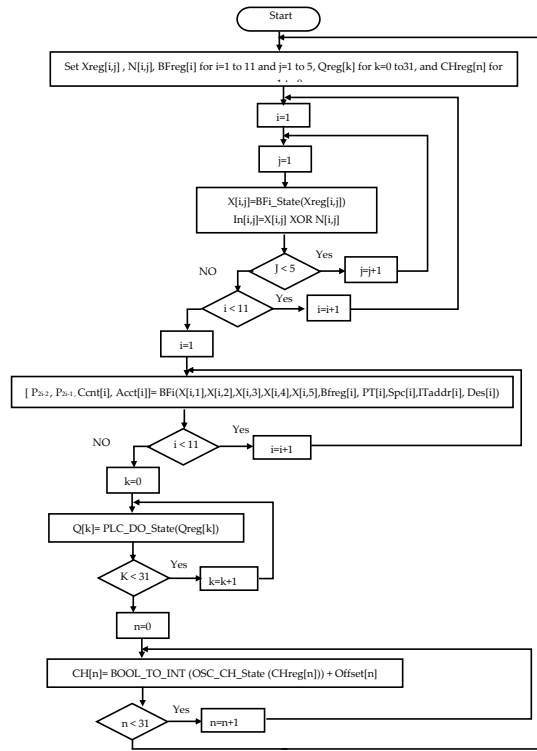 Start
Set Xreg[i,j] , N[i,j], BFreg[i] for i=1 to 11 and j=1 to 5, Qreg[k] for k=0 to31, and CHreg[n] for
i=1
j=1
X[i,j]=BFi_State(Xreg[i,j])
In[i,j]=X[i,j] XOR N[i,j]
J < 5
Yes
j=j+1
NO
i < 11
Yes
i=i+1
i=1
[ P2i-2 , P2i-1 , Ccnt[i], Acct[i]]= BFi(X[i,1],X[i,2],X[i,3],X[i,4],X[i,5],Bfreg[i], PT[i],Spc[i],ITaddr[i], Des[i])
i < 11
Yes
i=i+1
NO
k=0
Q[k]= PLC_DO_State(Qreg[k])
K < 31
Yes
k=k+1
n=0
CH[n]= BOOL_TO_INT (OSC_CH_State (CHreg[n])) + Offset[n]
n < 31
Yes
n=n+1